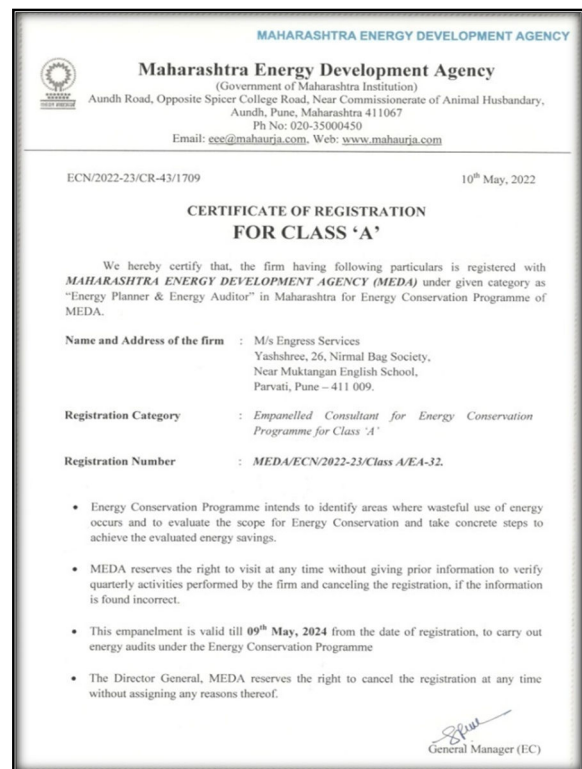 MAHARASHTRA ENERGY DEVELOPMENT AGENCY
Maharashtra Energy Development Agency
(Government of Maharashtra Institution)
Aundh Road, Opposite Spicer College Road, Near Commissionerate of Animal Husbandary,
Aundh, Pune, Maharashtra 411067
Ph No: 020-35000450
Email: eee@mahaurja.com, Web: www.mahaurja.com
ECN/2022-23/CR-43/1709 10th May, 2022
CERTIFICATE OF REGISTRATION
FOR CLASS ‘A’
We hereby certify that, the firm having following particulars is registered with
MAHARASHTRA ENERGY DEVELOPMENT AGENCY (MEDA) under given category as
“Energy Planner & Energy Auditor” in Maharashtra for Energy Conservation Programme of
MEDA.
Name and Address of the firm : M/s Engress Services
Yashshree, 26, Nirmal Bag Society,
Near Muktangan English School,
Parvati, Pune – 411 009.
Registration Category : Empanelled Consultant for Energy Conservation
Programme for Class ‘A’
Registration Number : MEDA/ECN/2022-23/Class A/EA-32.
• Energy Conservation Programme intends to identify areas where wasteful use of energy
occurs and to evaluate the scope for Energy Conservation and take concrete steps to
achieve the evaluated energy savings.
• MEDA reserves the right to visit at any time without giving prior information to verify
quarterly activities performed by the firm and canceling the registration, if the information
is found incorrect.
• This empanelment is valid till 09th May, 2024 from the date of registration, to carry out
energy audits under the Energy Conservation Programme
• The Director General, MEDA reserves the right to cancel the registration at any time
without assigning any reasons thereof.
General Manager (EC)